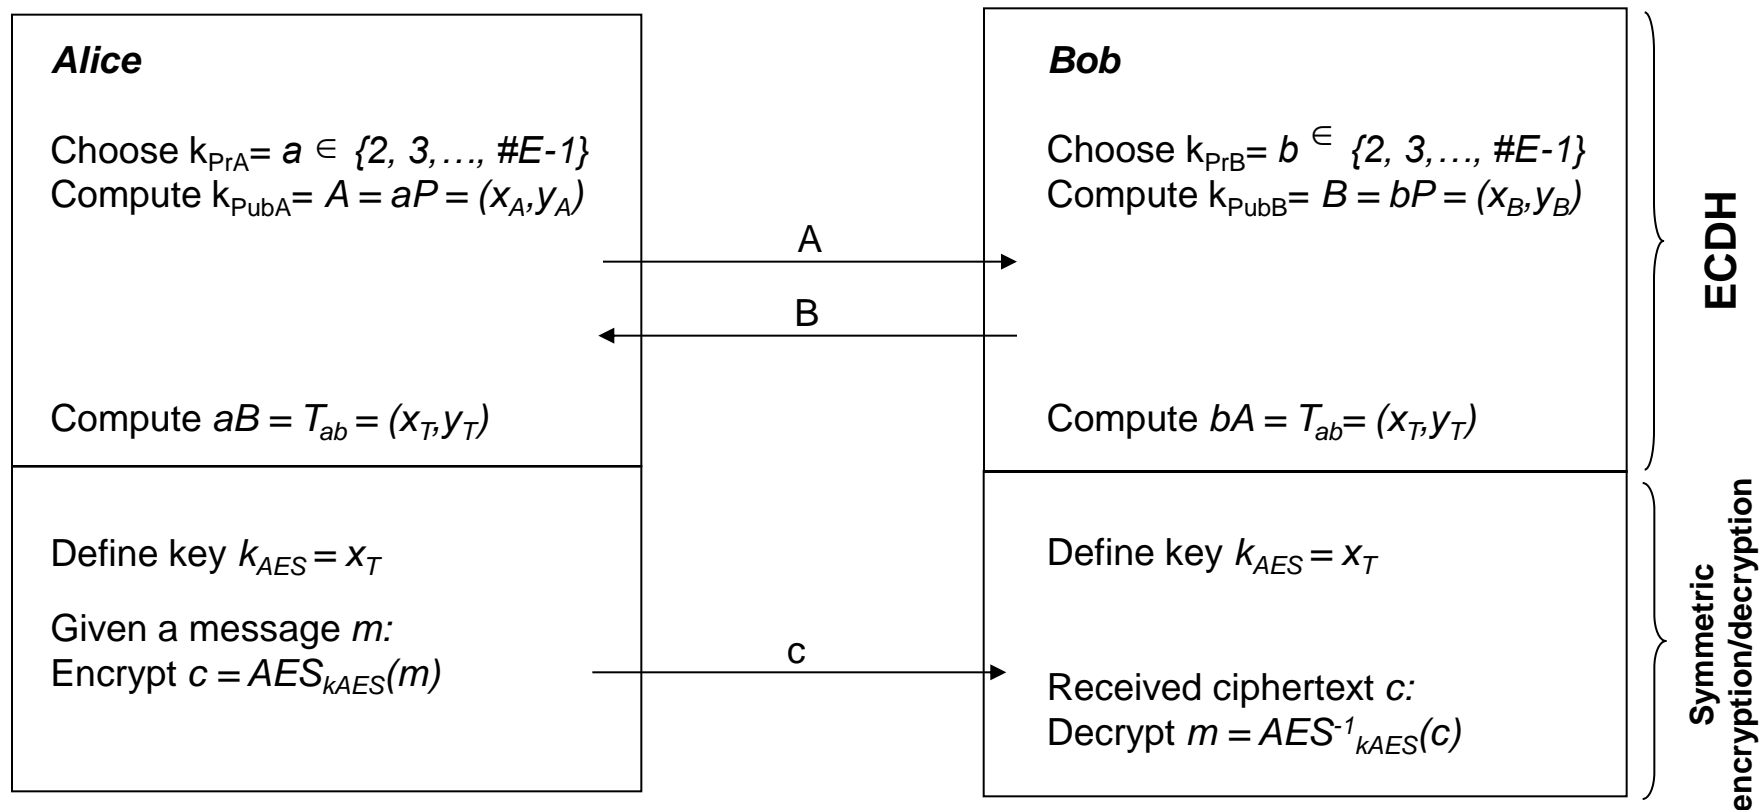 Alice
Choose k_PrA= a ∈ {2, 3,…, #E-1}
Compute k_PubA= A = aP = (x_A,y_A)
Compute aB = T_ab = (x_T,y_T)
Define key k_AES = x_T
Given a message m:
Encrypt c = AES_kAES(m)
A
B
c
Bob
Choose k_PrB= b ∈ {2, 3,…, #E-1}
Compute k_PubB= B = bP = (x_B,y_B)
Compute bA = T_ab= (x_T,y_T)
Define key k_AES = x_T
Received ciphertext c:
Decrypt m = AES^-1_kAES(c)
ECDH
Symmetric
encryption/decryption